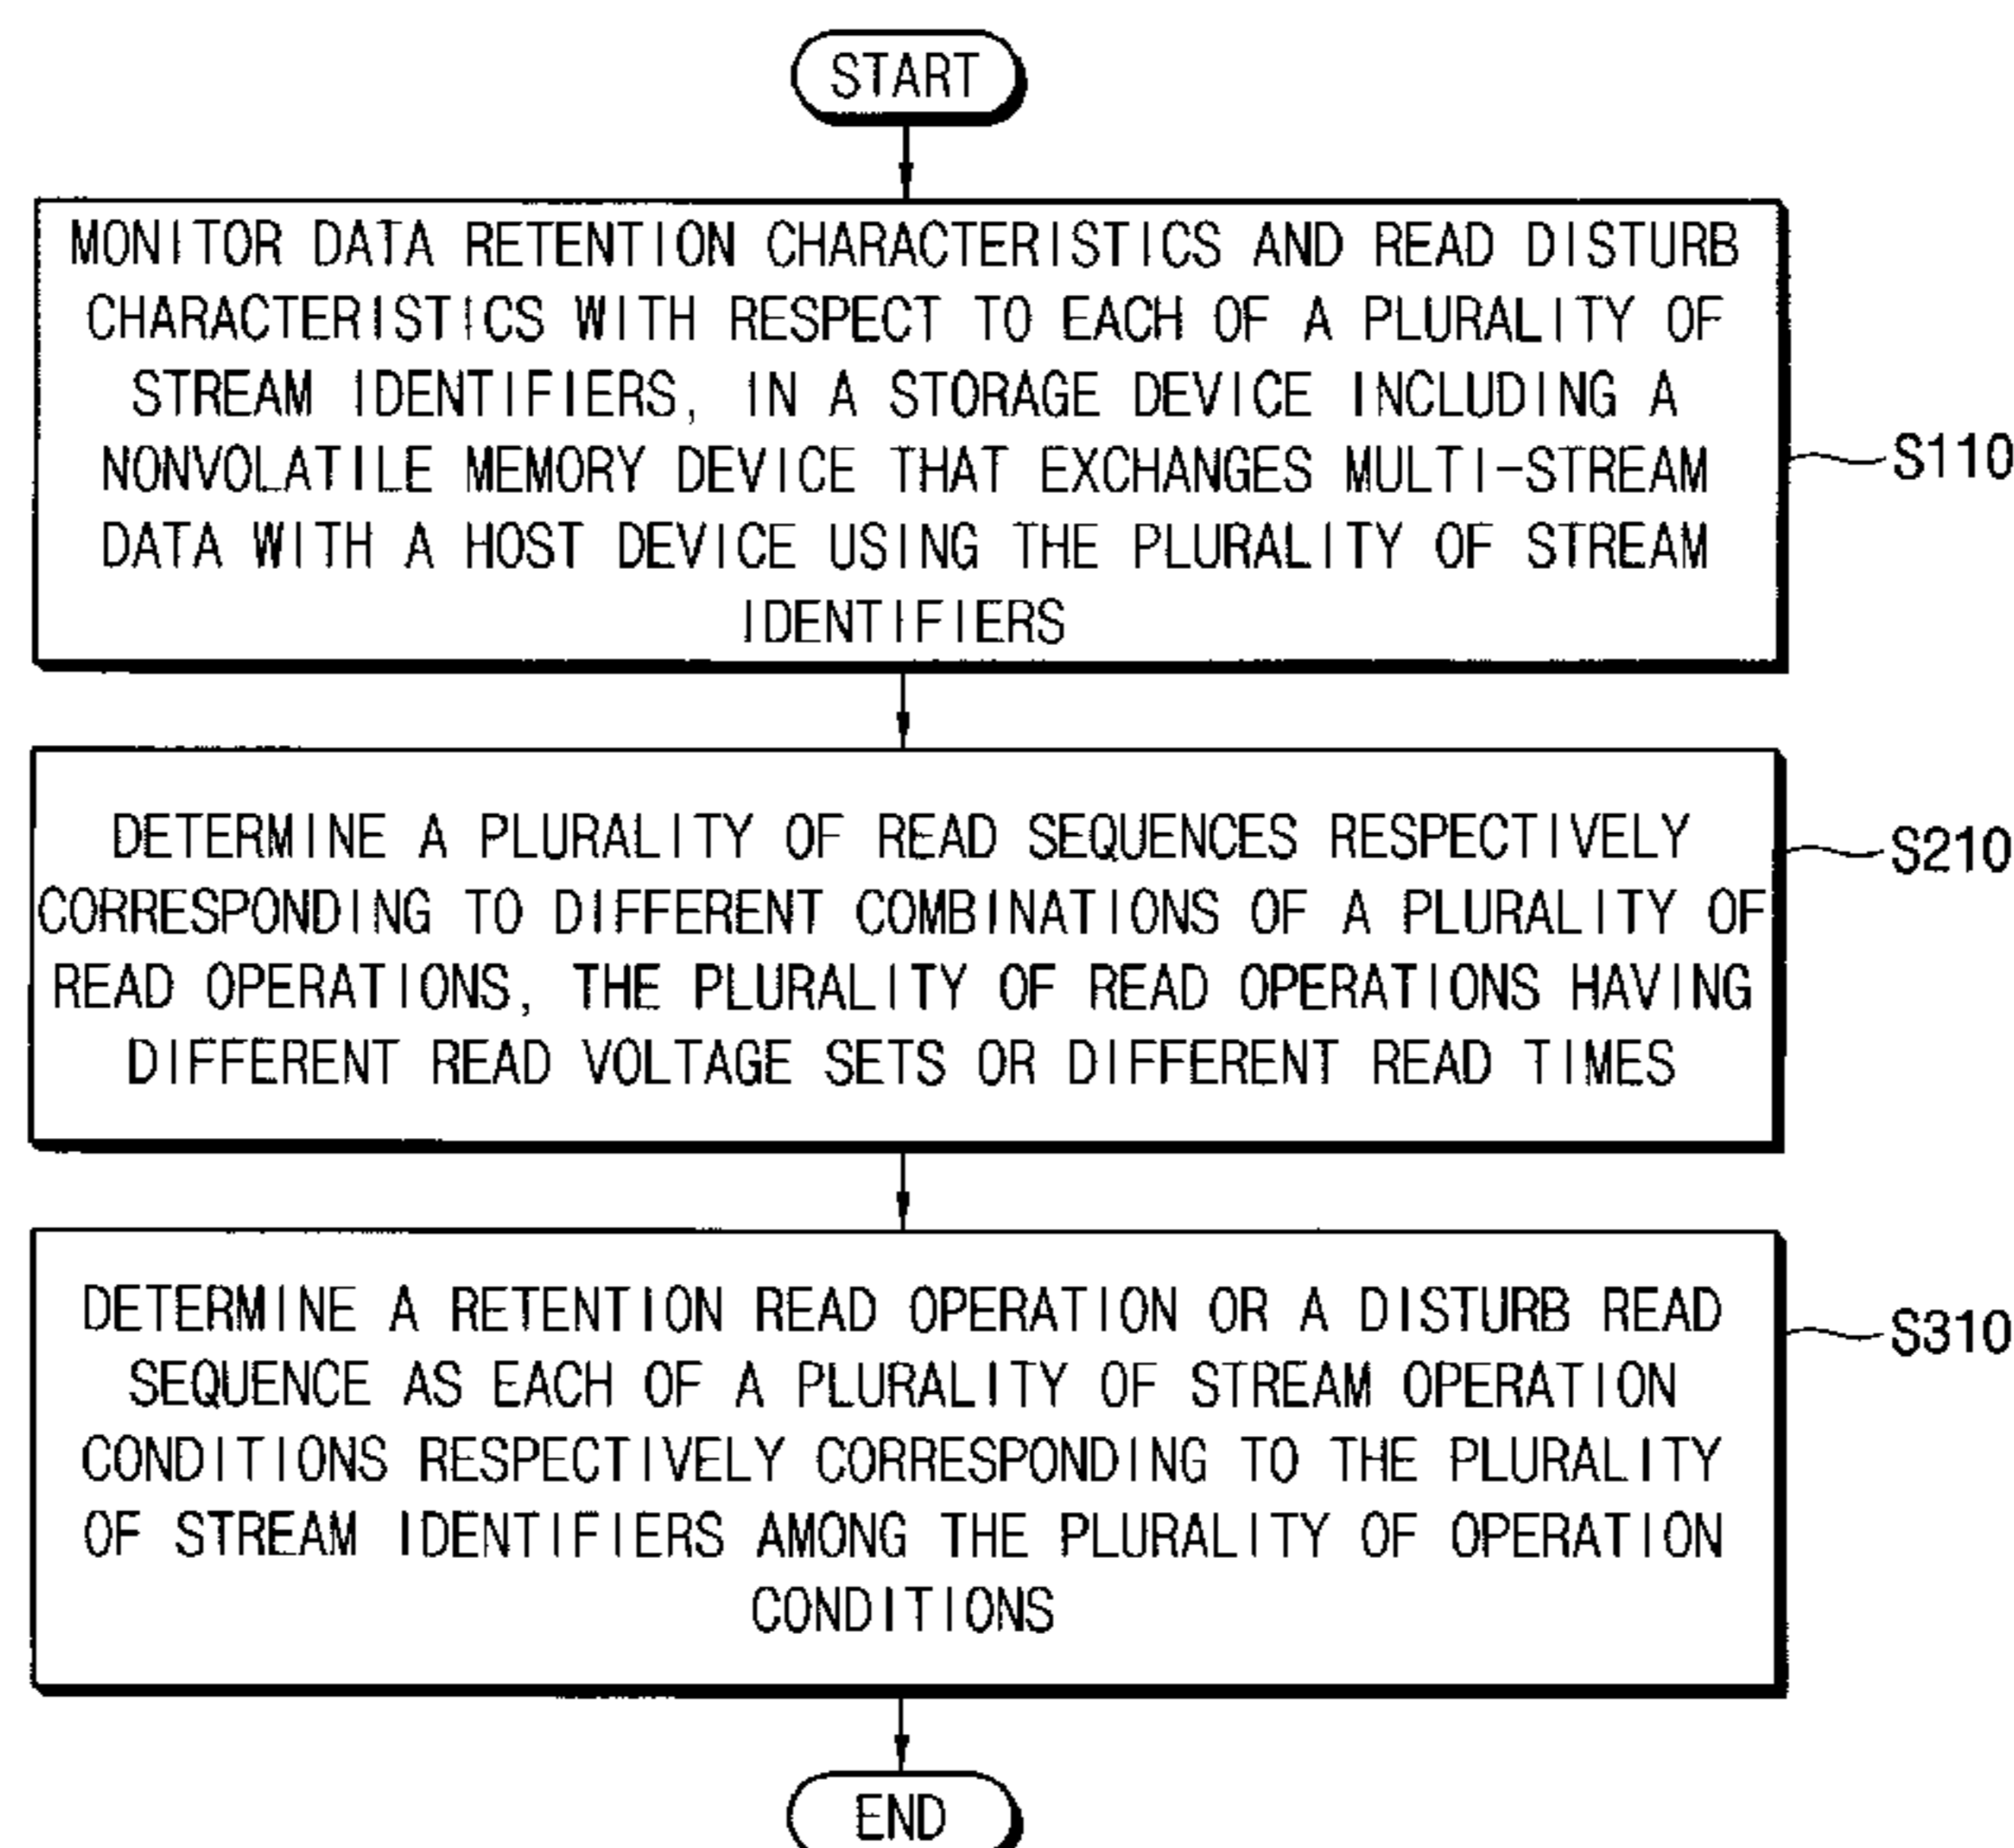 START
MONITOR DATA RETENTION CHARACTERISTICS AND READ DISTURB
CHARACTERISTICS WITH RESPECT TO EACH OF A PLURALITY OF
STREAM IDENTIFIERS, IN A STORAGE DEVICE INCLUDING A
NONVOLATILE MEMORY DEVICE THAT EXCHANGES MULTI-STREAM
DATA WITH A HOST DEVICE USING THE PLURALITY OF STREAM
IDENTIFIERS
S110
DETERMINE A PLURALITY OF READ SEQUENCES RESPECTIVELY
CORRESPONDING TO DIFFERENT COMBINATIONS OF A PLURALITY OF
READ OPERATIONS, THE PLURALITY OF READ OPERATIONS HAVING
DIFFERENT READ VOLTAGE SETS OR DIFFERENT READ TIMES
S210
DETERMINE A RETENTION READ OPERATION OR A DISTURB READ
SEQUENCE AS EACH OF A PLURALITY OF STREAM OPERATION
CONDITIONS RESPECTIVELY CORRESPONDING TO THE PLURALITY
OF STREAM IDENTIFIERS AMONG THE PLURALITY OF OPERATION
CONDITIONS
S310
END